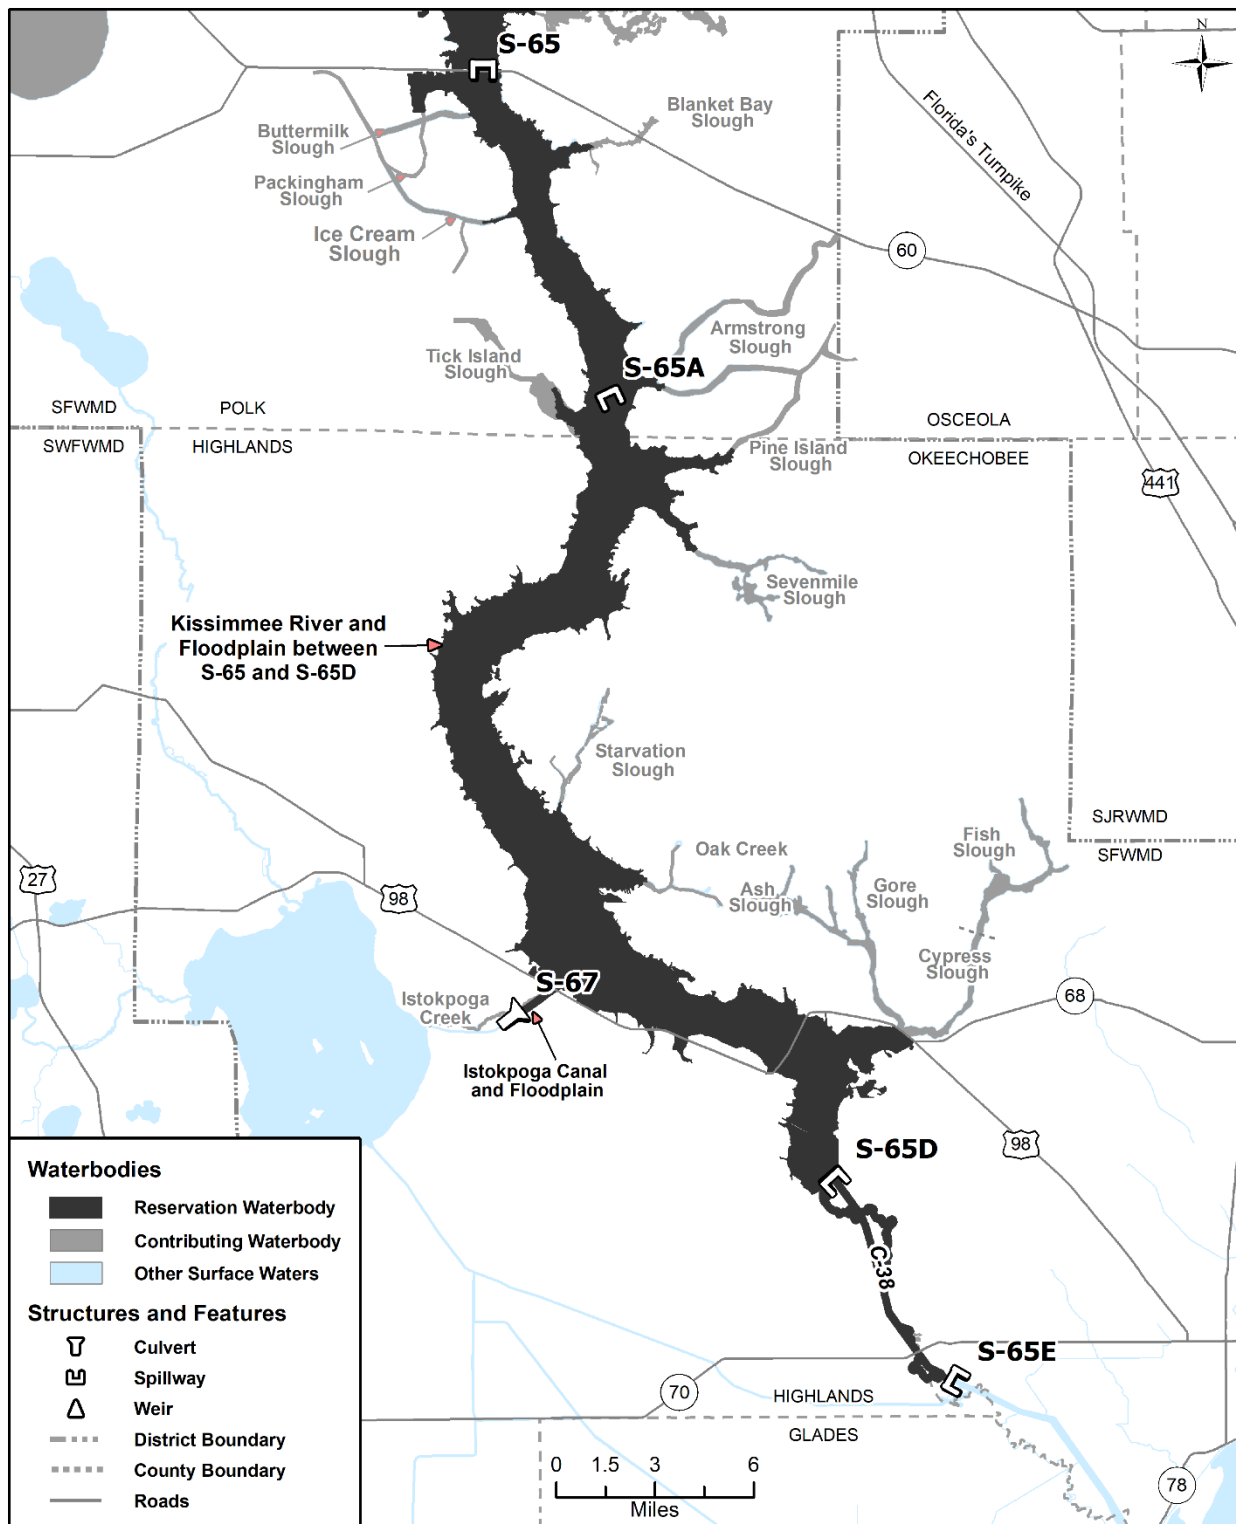 N
S-65
Blanket Bay
Slough
Buttermilk
Slough
Florida's Turnpike
Packingham
Slough
Ice Cream
Slough
60
Armstrong
Slough
Tick Island
Slough
S-65A
SFWMD
POLK
OSCEOLA
SWFWMD
HIGHLANDS
Pine Island
Slough
OKEECHOBEE
441
Sevenmile
Slough
Kissimmee River and
Floodplain between
S-65 and S-65D
Starvation
Slough
SJRWMD
SFWMD
Fish
Slough
Oak Creek
27
98
Ash
Slough
Gore
Slough
Cypress
Slough
S-67
68
Istokpoga
Creek
Istokpoga Canal
and Floodplain
98
S-65D
C-38
S-65E
70
HIGHLANDS
GLADES
78
Waterbodies
Reservation Waterbody
Contributing Waterbody
Other Surface Waters
Structures and Features
Culvert
Spillway
Weir
District Boundary
County Boundary
Roads
0 1.5 3 6
Miles